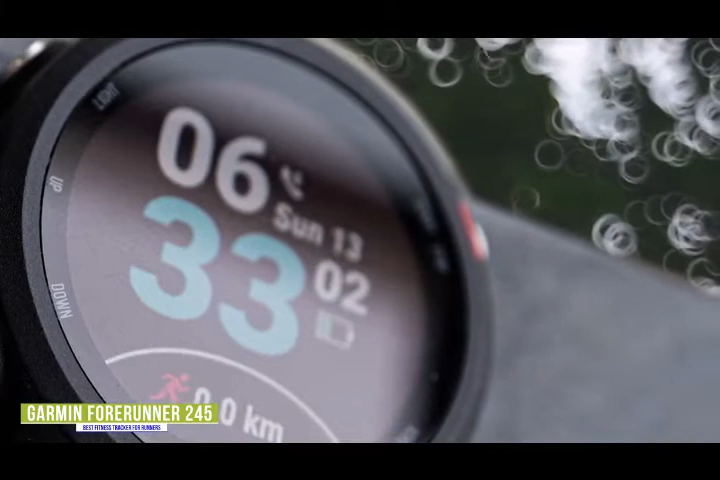 LIGHT
06
Sun 13
UP
33
02
DOWN
0.0 km
GARMIN FORERUNNER 245
BEST FITNESS TRACKER FOR RUNNERS